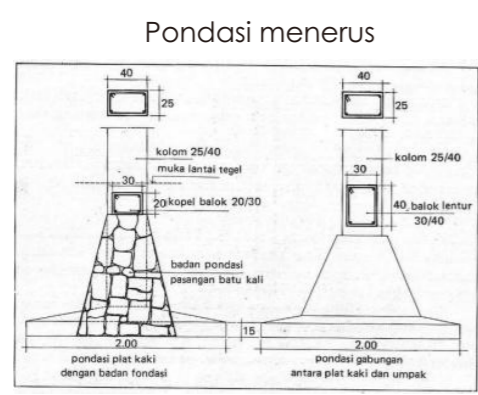 Pondasi menerus
40
25
kolom 25/40
muka lantai tegel
30
20
kopel balok 20/30
badan pondasi
pasangan batu kali
2.00
pondasi plat kaki
dengan badan fondasi
15
40
25
kolom 25/40
30
40
balok lentur
30/40
2.00
pondasi gabungan
antara plat kaki dan umpak